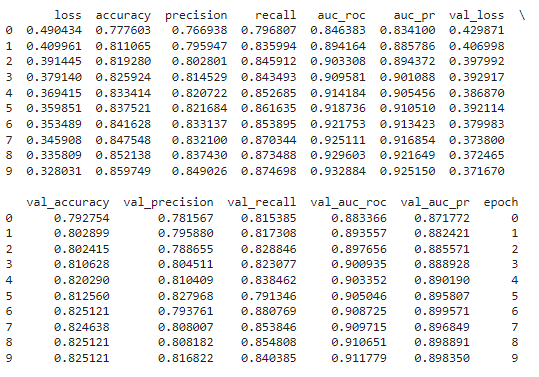 loss accuracy precision recall auc_roc auc_pr val_loss \
0 0.490434 0.777603 0.766938 0.796807 0.846383 0.834100 0.429871
1 0.409961 0.811065 0.795947 0.835994 0.894164 0.885786 0.406998
2 0.391445 0.819280 0.802801 0.845912 0.903308 0.894372 0.397992
3 0.379140 0.825924 0.814529 0.843493 0.909581 0.901088 0.392917
4 0.369415 0.833414 0.820722 0.852685 0.914184 0.905456 0.386870
5 0.359851 0.837521 0.821684 0.861635 0.918736 0.910510 0.392114
6 0.353489 0.841628 0.833137 0.853895 0.921753 0.913423 0.379983
7 0.345908 0.847548 0.832100 0.870344 0.925111 0.916854 0.373800
8 0.335809 0.852138 0.837430 0.873488 0.929603 0.921649 0.372465
9 0.328031 0.859749 0.849026 0.874698 0.932884 0.925150 0.371670
val_accuracy val_precision val_recall val_auc_roc val_auc_pr epoch
0 0.792754 0.781567 0.815385 0.883366 0.871772 0
1 0.802899 0.795880 0.817308 0.893557 0.882421 1
2 0.802415 0.788655 0.828846 0.897656 0.885571 2
3 0.810628 0.804511 0.823077 0.900935 0.888928 3
4 0.820290 0.810409 0.838462 0.903352 0.890190 4
5 0.812560 0.827968 0.791346 0.905046 0.895807 5
6 0.825121 0.793761 0.880769 0.908725 0.899571 6
7 0.824638 0.808007 0.853846 0.909715 0.896849 7
8 0.825121 0.808182 0.854808 0.910651 0.898891 8
9 0.825121 0.816822 0.840385 0.911779 0.898350 9